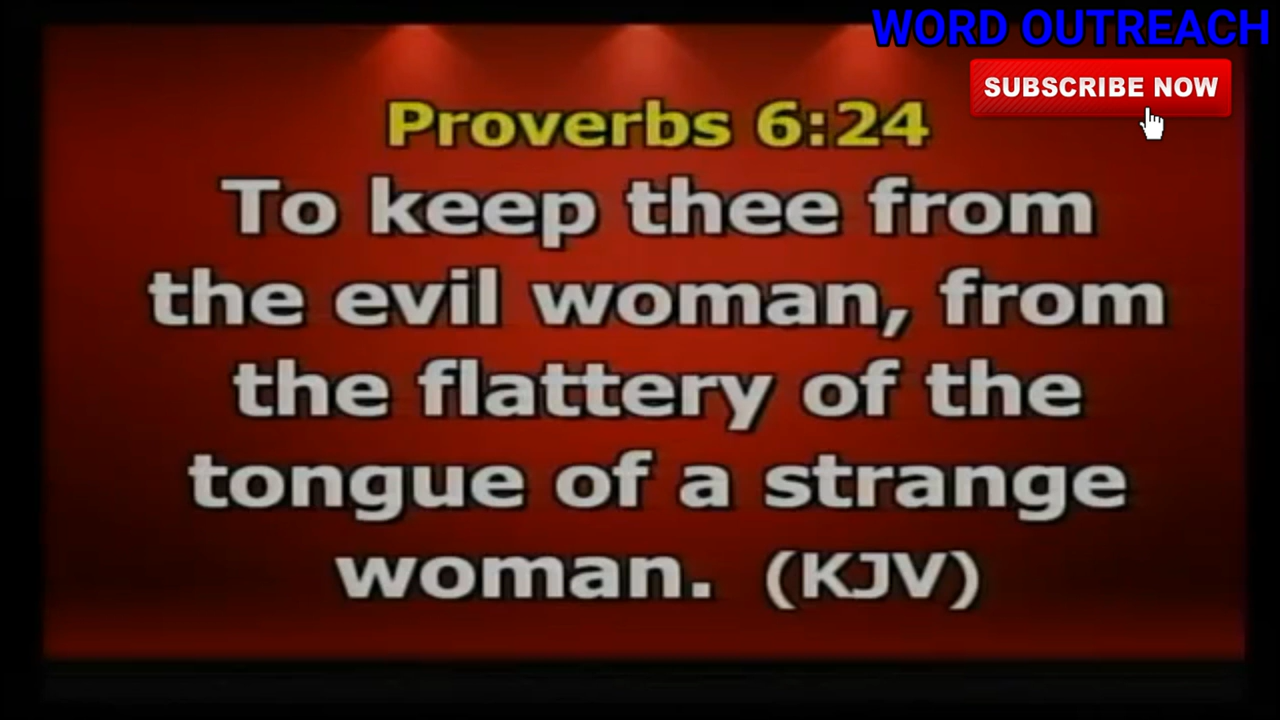 WORD OUTREACH
SUBSCRIBE NOW
Proverbs 6:24
To keep thee from
the evil woman, from
the flattery of the
tongue of a strange
woman. (KJV)